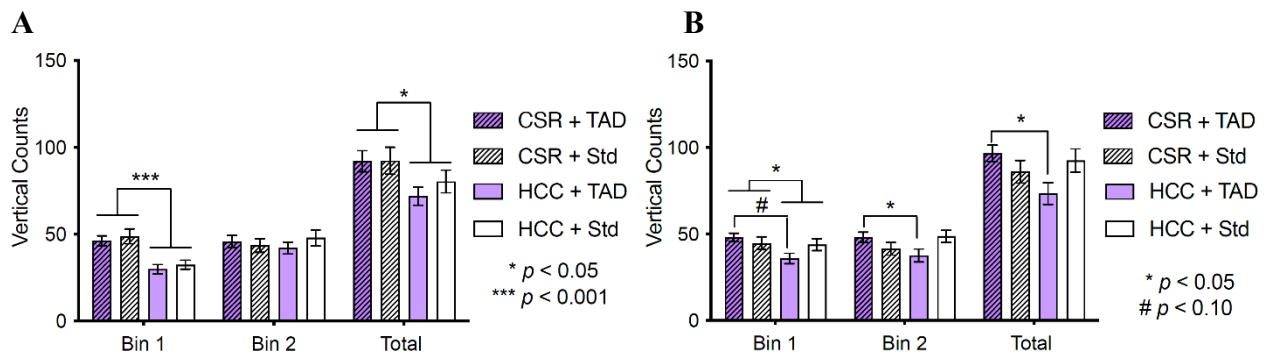 A
150
100
50
0
Vertical Counts
***
*
Bin 1
Bin 2
Total
CSR + TAD
CSR + Std
HCC + TAD
HCC + Std
* p < 0.05
*** p < 0.001
B
150
100
50
0
Vertical Counts
*
#
*
*
Bin 1
Bin 2
Total
CSR + TAD
CSR + Std
HCC + TAD
HCC + Std
* p < 0.05
# p < 0.10